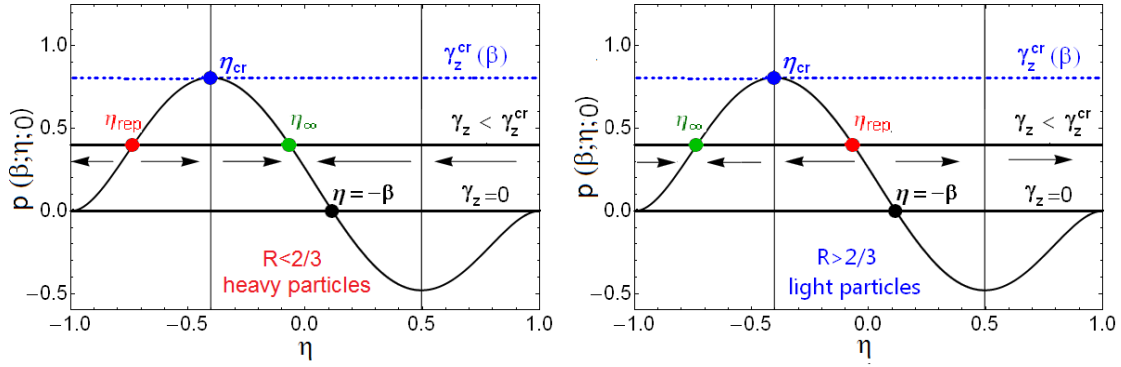 1.0
0.5
0.0
−0.5
p (β;η;0)
γ_z^cr (β)
η_cr
η_rep
η_∞
γ_z < γ_z^cr
η = −β
γ_z=0
R<2/3
heavy particles
−1.0 −0.5 0.0 0.5 1.0
η
1.0
0.5
0.0
−0.5
p (β;η;0)
γ_z^cr (β)
η_cr
η_∞
η_rep
γ_z < γ_z^cr
η = −β
γ_z=0
R>2/3
light particles
−1.0 −0.5 0.0 0.5 1.0
η